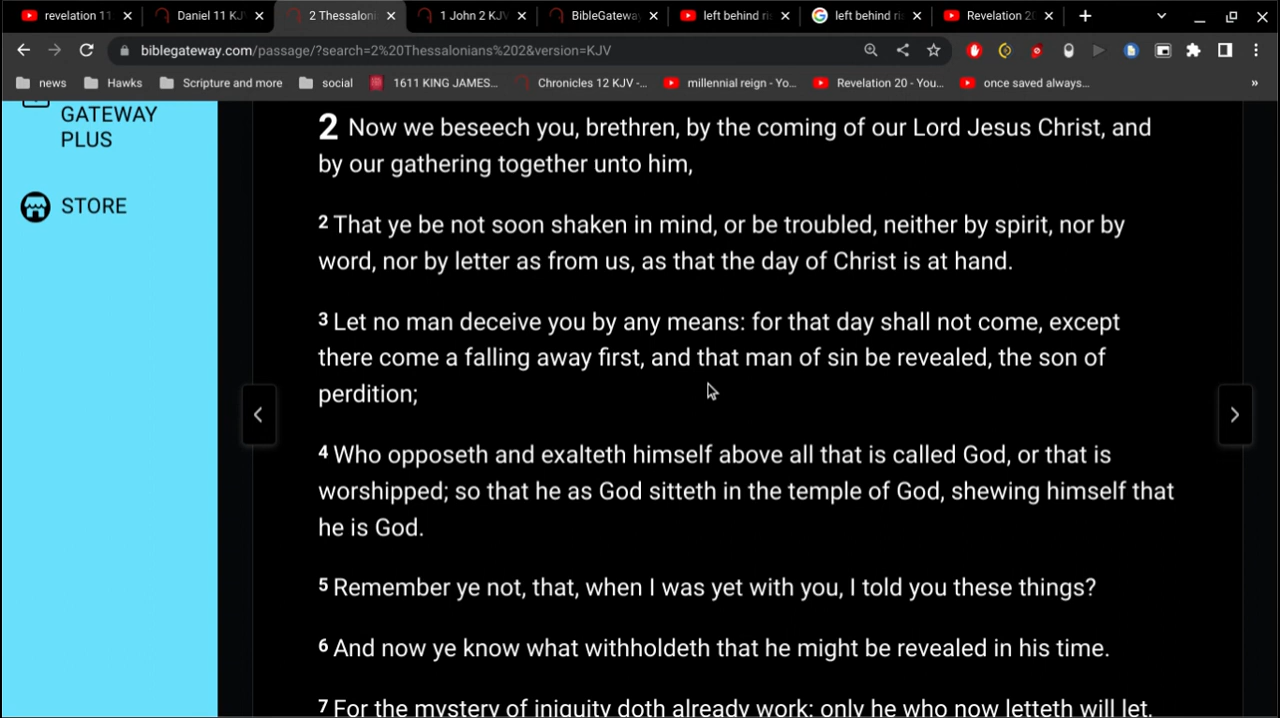 revelation 11.
Daniel 11 KJ
2 Thessaloni
1 John 2 KJV
BibleGateway
left behind ri
left behind ri
Revelation 20
biblegateway.com/passage/?search=2%20Thessalonians%202&version=KJV
news
Hawks
Scripture and more
social
1611 KING JAMES...
Chronicles 12 KJV -...
millennial reign - Yo...
Revelation 20 - You...
once saved always...
»
GATEWAY
PLUS
STORE
2 Now we beseech you, brethren, by the coming of our Lord Jesus Christ, and
by our gathering together unto him,
2 That ye be not soon shaken in mind, or be troubled, neither by spirit, nor by
word, nor by letter as from us, as that the day of Christ is at hand.
3 Let no man deceive you by any means: for that day shall not come, except
there come a falling away first, and that man of sin be revealed, the son of
perdition;
4 Who opposeth and exalteth himself above all that is called God, or that is
worshipped; so that he as God sitteth in the temple of God, shewing himself that
he is God.
5 Remember ye not, that, when I was yet with you, I told you these things?
6 And now ye know what withholdeth that he might be revealed in his time.
7 For the mystery of iniquity doth already work: only he who now letteth will let,